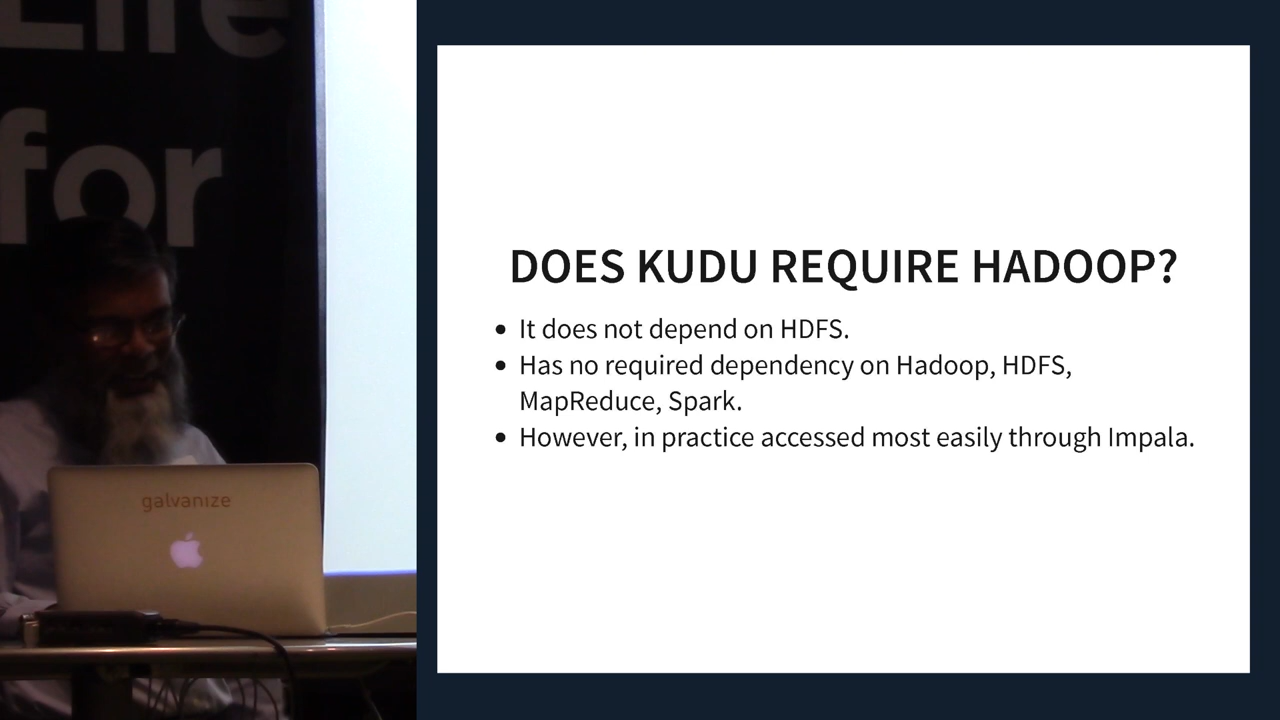 Life
for
galvanize
DOES KUDU REQUIRE HADOOP?
• It does not depend on HDFS.
• Has no required dependency on Hadoop, HDFS,
MapReduce, Spark.
• However, in practice accessed most easily through Impala.